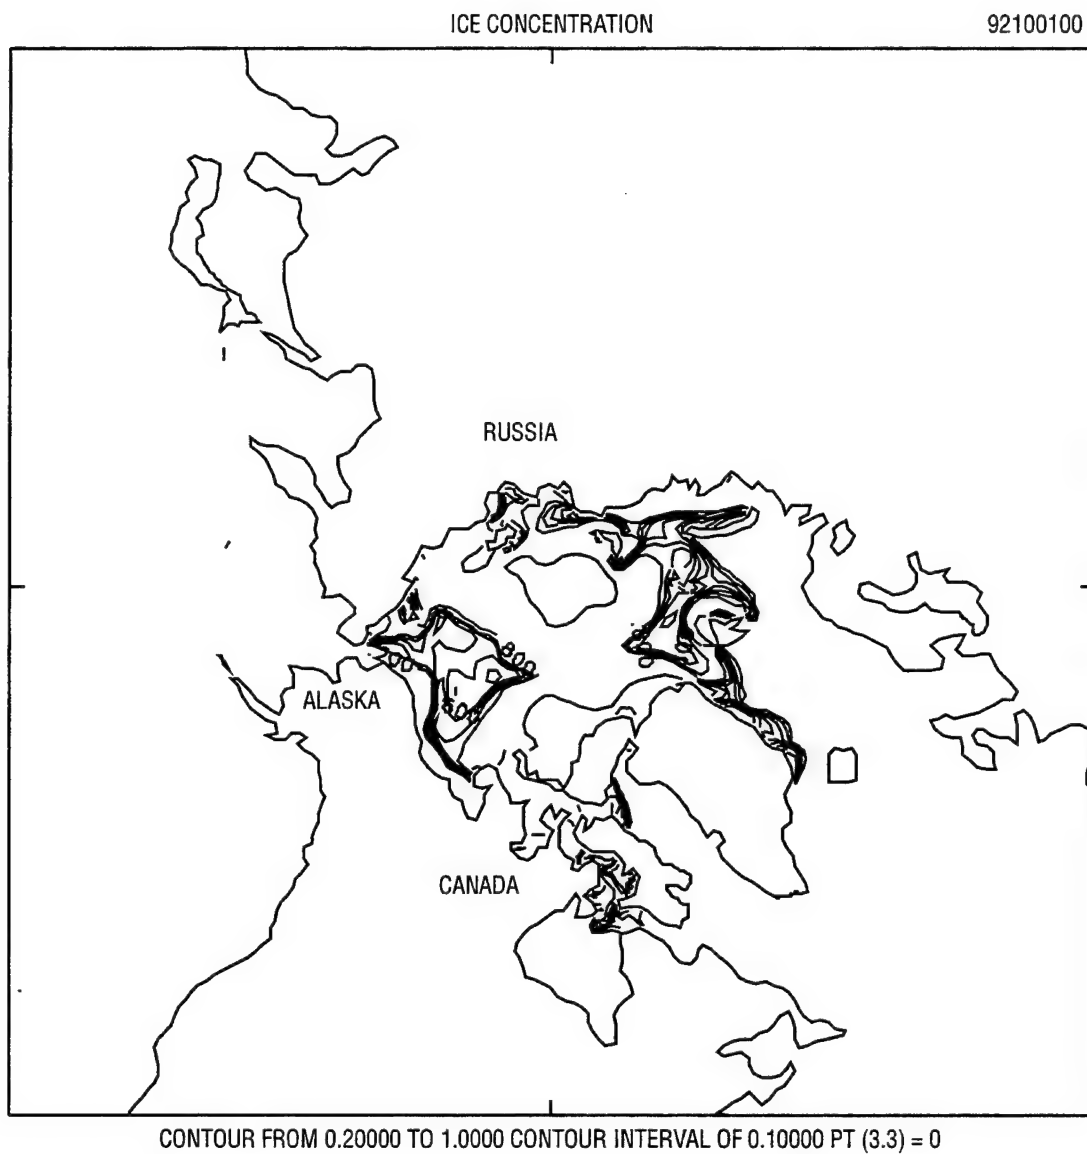 ICE CONCENTRATION 92100100
RUSSIA
.800
ALASKA
CANADA
CONTOUR FROM 0.20000 TO 1.0000 CONTOUR INTERVAL OF 0.10000 PT (3.3) = 0